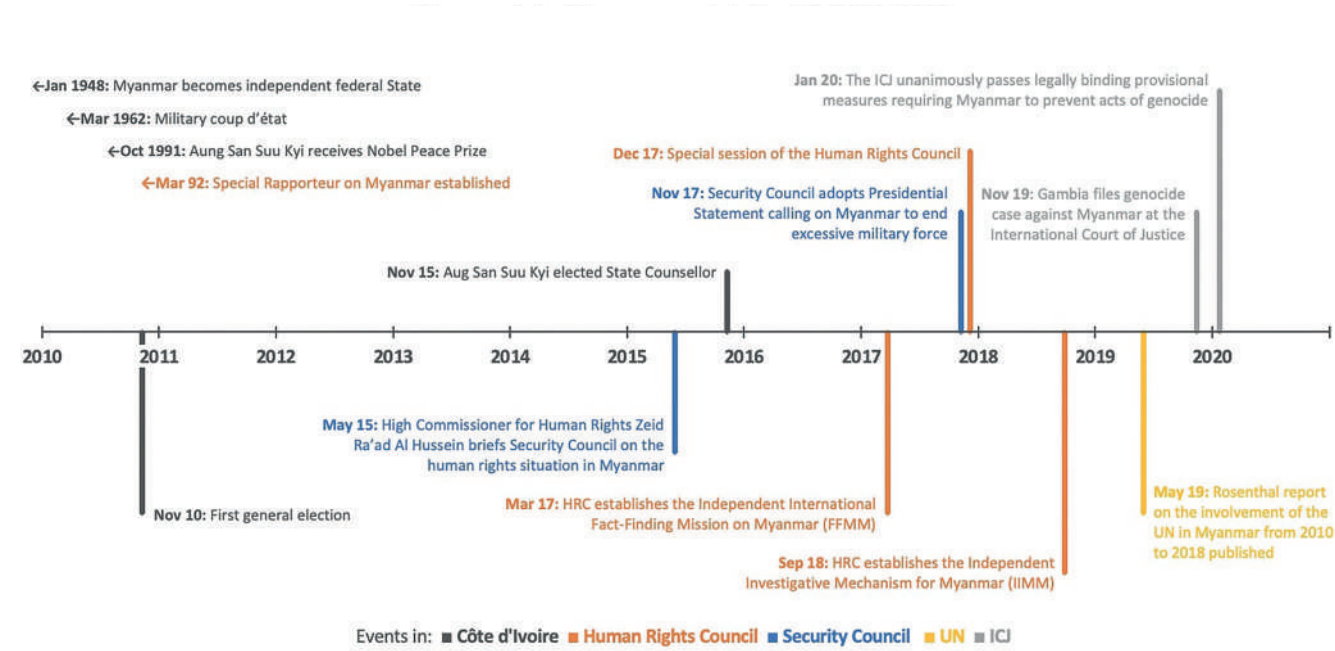 ←Jan 1948: Myanmar becomes independent federal State
←Mar 1962: Military coup d’état
←Oct 1991: Aung San Suu Kyi receives Nobel Peace Prize
←Mar 92: Special Rapporteur on Myanmar established
Jan 20: The ICJ unanimously passes legally binding provisional
measures requiring Myanmar to prevent acts of genocide
Dec 17: Special session of the Human Rights Council
Nov 17: Security Council adopts Presidential
Statement calling on Myanmar to end
excessive military force
Nov 19: Gambia files genocide
case against Myanmar at the
International Court of Justice
Nov 15: Aug San Suu Kyi elected State Counsellor
2010 2011 2012 2013 2014 2015 2016 2017 2018 2019 2020
May 15: High Commissioner for Human Rights Zeid
Ra’ad Al Hussein briefs Security Council on the
human rights situation in Myanmar
Nov 10: First general election
Mar 17: HRC establishes the Independent International
Fact-Finding Mission on Myanmar (FFMM)
Sep 18: HRC establishes the Independent
Investigative Mechanism for Myanmar (IIMM)
May 19: Rosenthal report
on the involvement of the
UN in Myanmar from 2010
to 2018 published
Events in: Côte d'Ivoire Human Rights Council Security Council UN ICJ